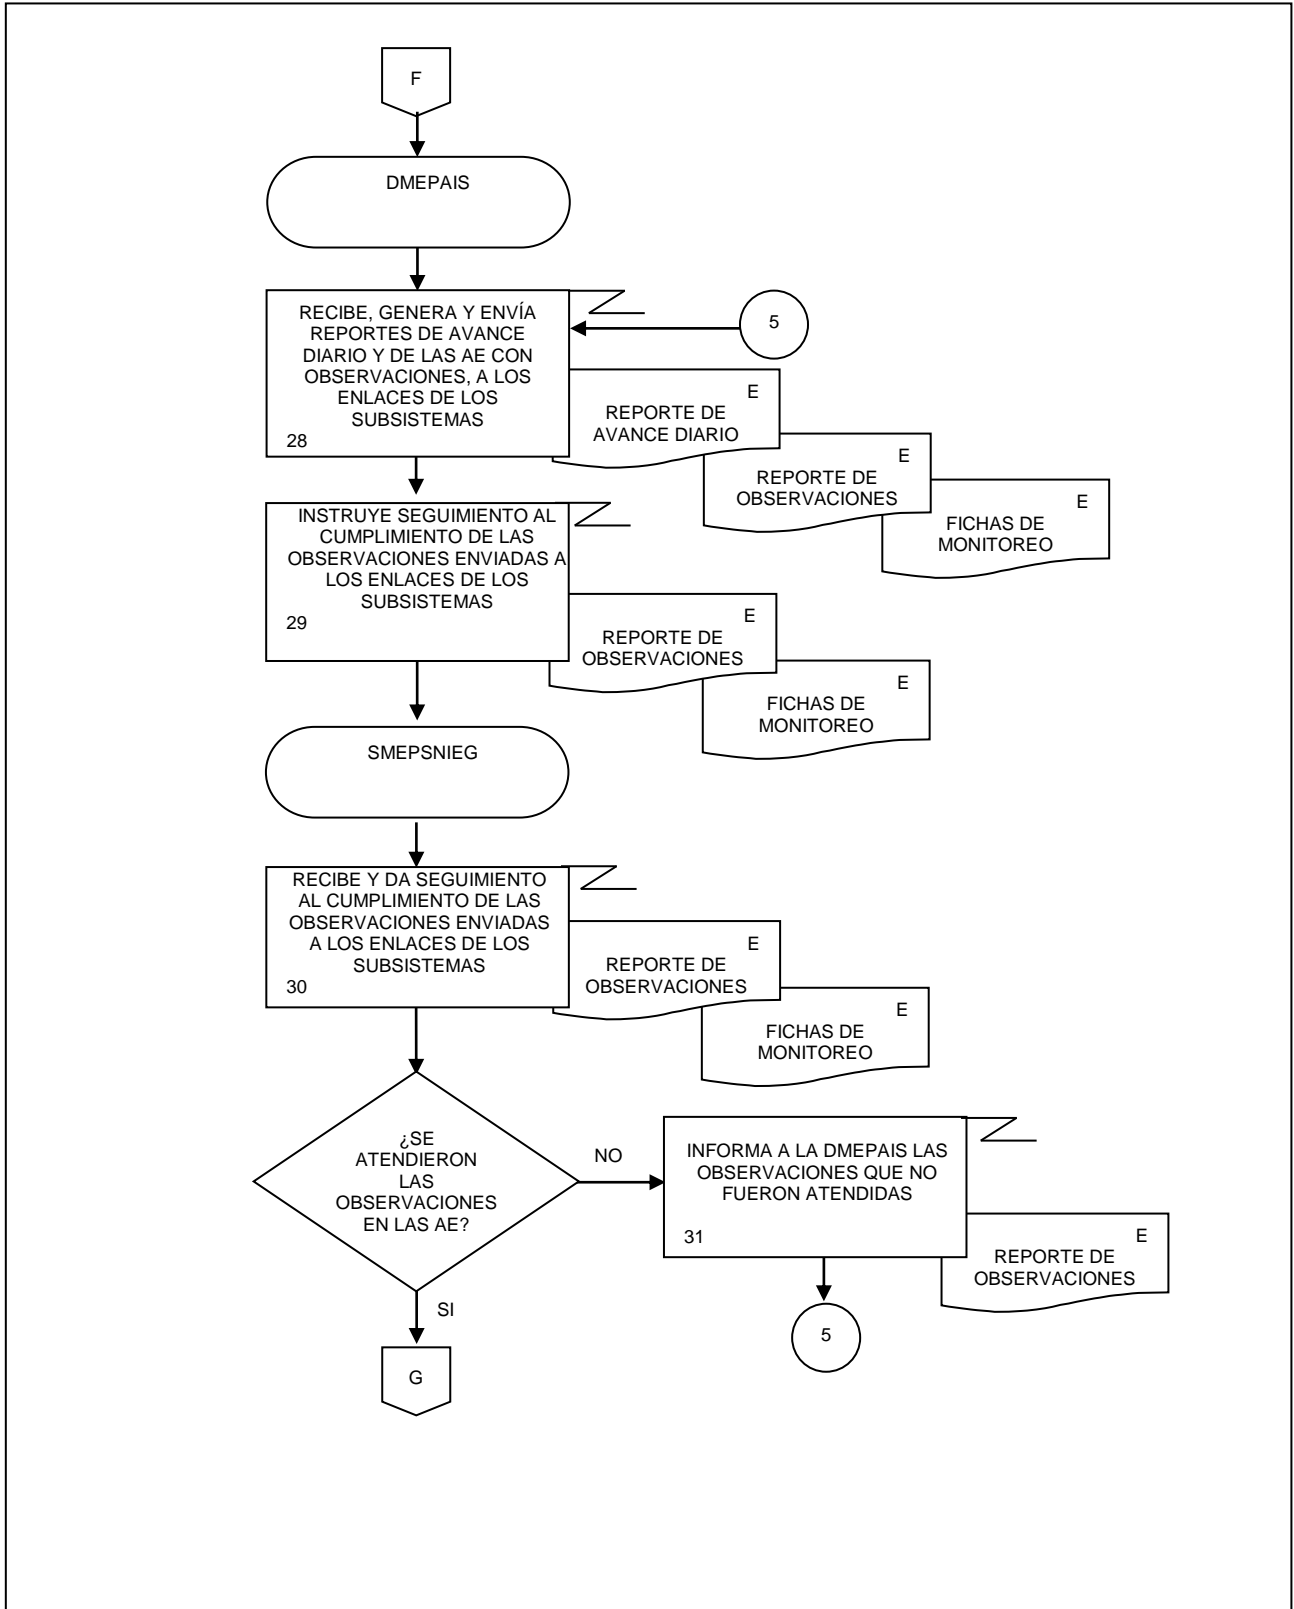 F
DMEPAIS
RECIBE, GENERA Y ENVÍA
REPORTES DE AVANCE
DIARIO Y DE LAS AE CON
OBSERVACIONES, A LOS
ENLACES DE LOS
SUBSISTEMAS
28
5
E
REPORTE DE
AVANCE DIARIO
E
REPORTE DE
OBSERVACIONES
E
FICHAS DE
MONITOREO
INSTRUYE SEGUIMIENTO AL
CUMPLIMIENTO DE LAS
OBSERVACIONES ENVIADAS A
LOS ENLACES DE LOS
SUBSISTEMAS
29
E
REPORTE DE
OBSERVACIONES
E
FICHAS DE
MONITOREO
SMEPSNIEG
RECIBE Y DA SEGUIMIENTO
AL CUMPLIMIENTO DE LAS
OBSERVACIONES ENVIADAS
A LOS ENLACES DE LOS
SUBSISTEMAS
30
E
REPORTE DE
OBSERVACIONES
E
FICHAS DE
MONITOREO
¿SE
ATENDIERON
LAS
OBSERVACIONES
EN LAS AE?
NO
INFORMA A LA DMEPAIS LAS
OBSERVACIONES QUE NO
FUERON ATENDIDAS
31
E
REPORTE DE
OBSERVACIONES
SI
5
G